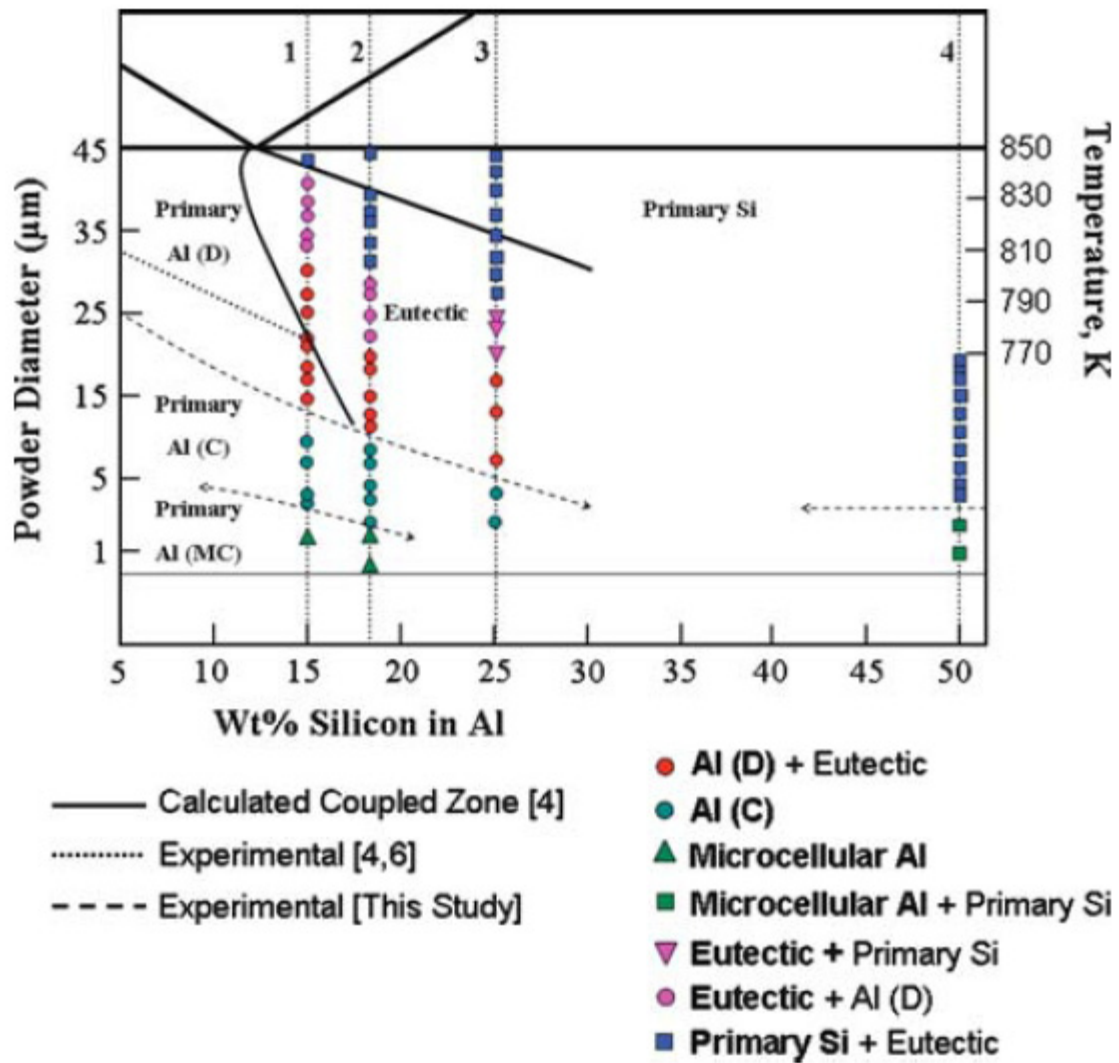 1 2 3 4
45 850
Primary Primary Si 830
Al (D)
35 810
Eutectic 790
25
770
Primary
15
Al (C)
5
Primary
Al (MC)
1
Powder Diameter (µm)
Temperature, K
5 10 15 20 25 30 35 40 45 50
Wt% Silicon in Al
Calculated Coupled Zone [4]
Experimental [4,6]
Experimental [This Study]
Al (D) + Eutectic
Al (C)
Microcellular Al
Microcellular Al + Primary Si
Eutectic + Primary Si
Eutectic + Al (D)
Primary Si + Eutectic